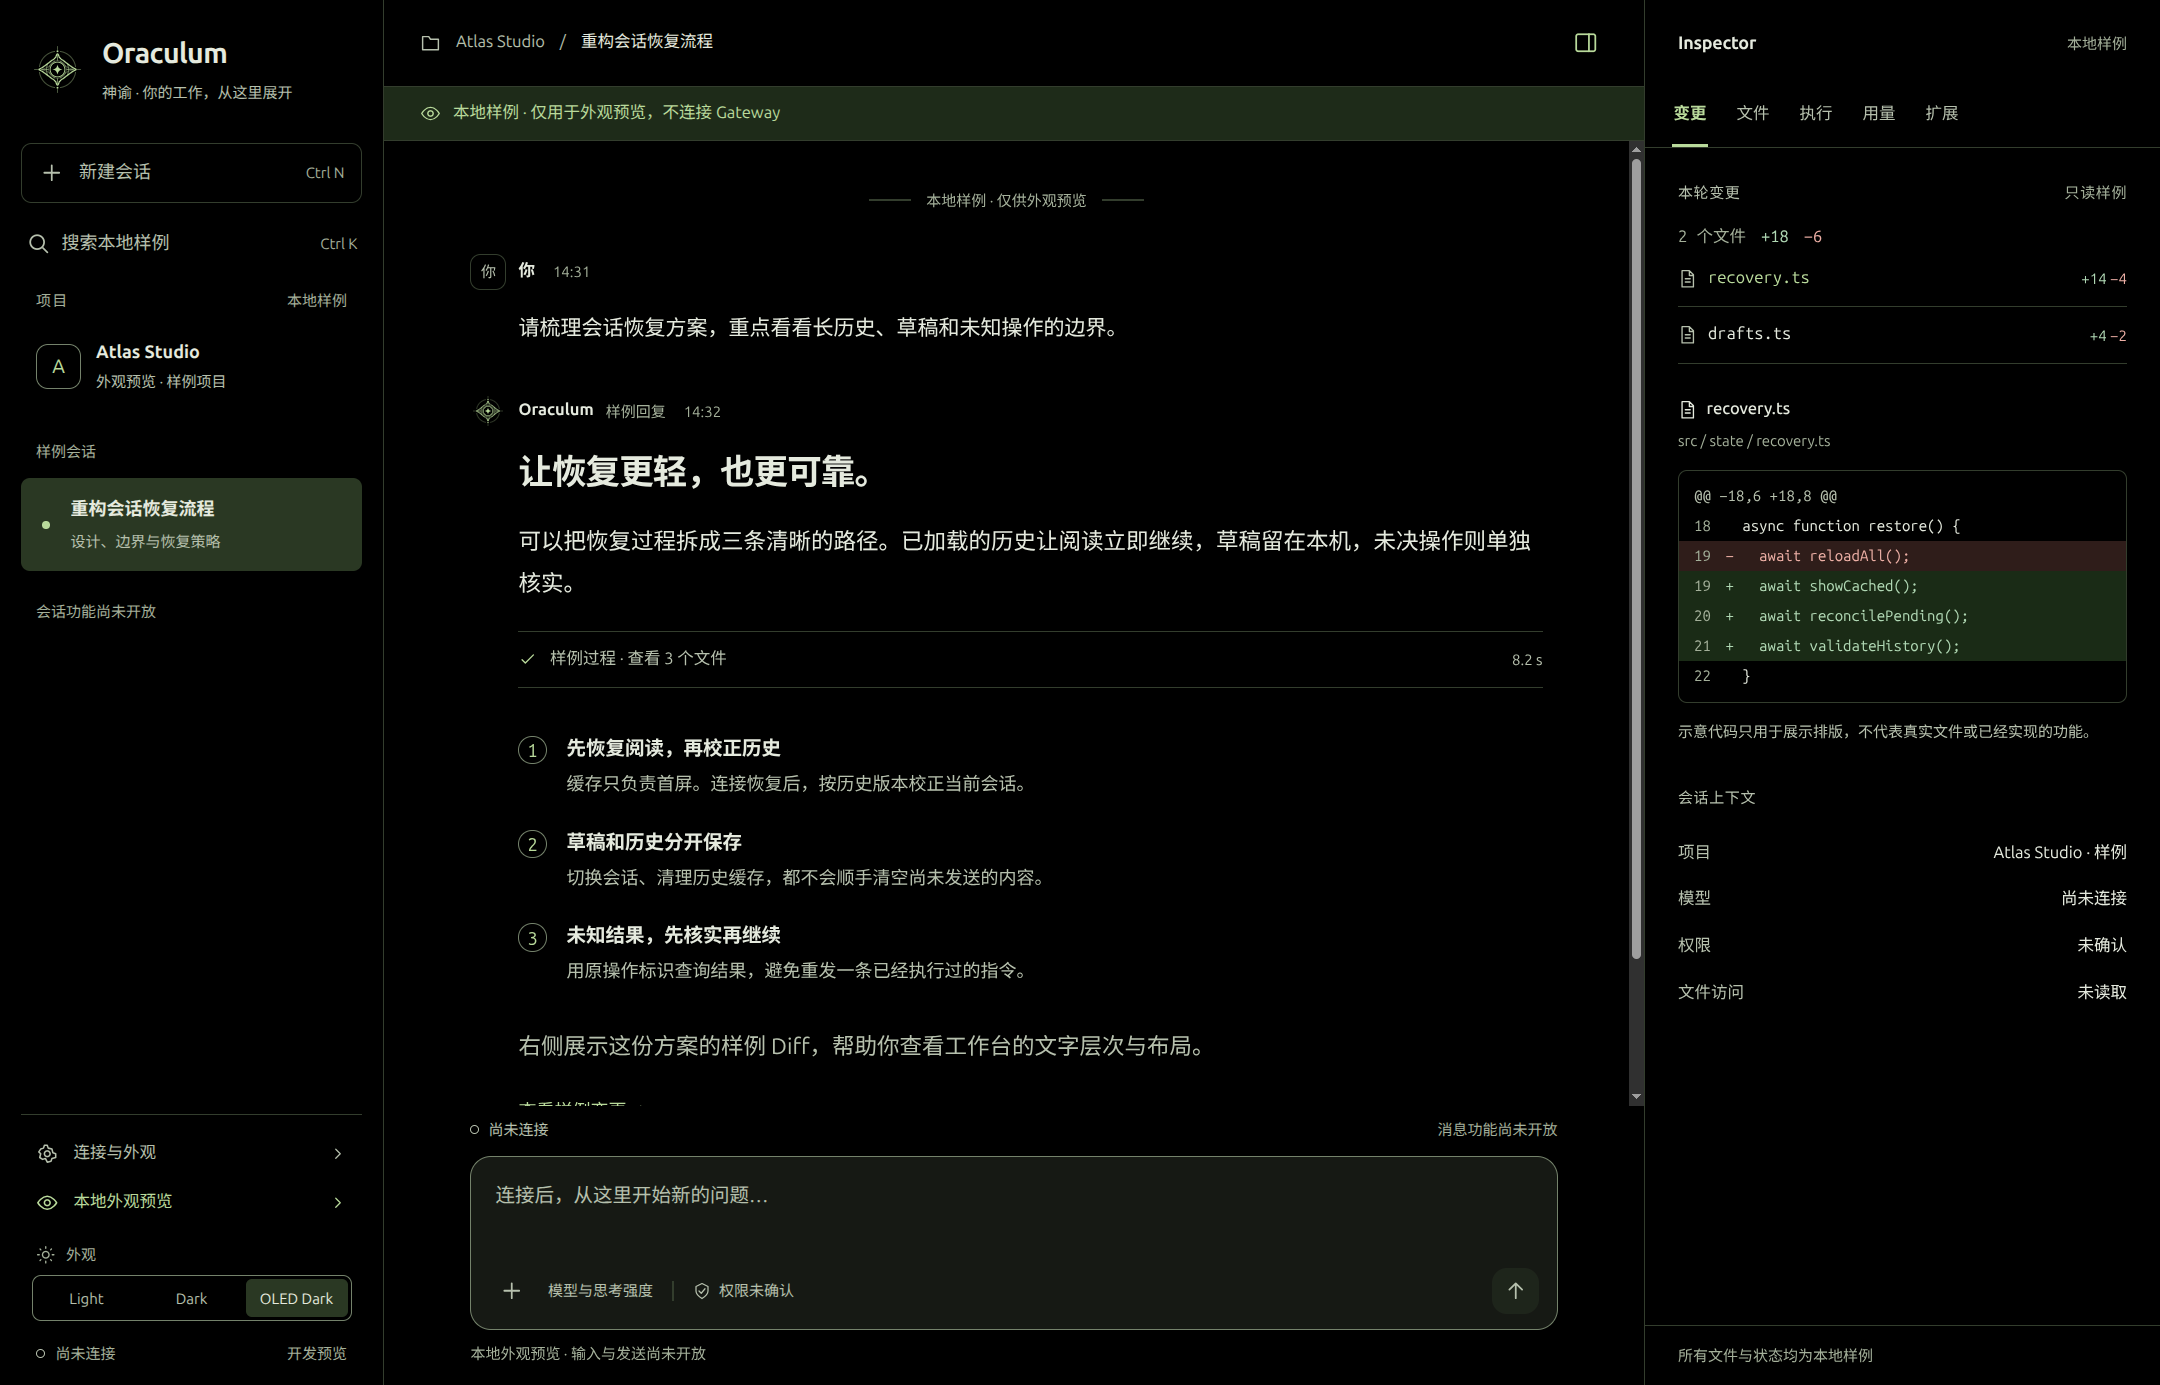 Oraculum
神谕 · 你的工作，从这里展开
新建会话 Ctrl N
搜索本地样例 Ctrl K
项目 本地样例
A
Atlas Studio
外观预览 · 样例项目
样例会话
重构会话恢复流程
设计、边界与恢复策略
会话功能尚未开放
连接与外观
本地外观预览
外观
Light Dark OLED Dark
尚未连接 开发预览
Atlas Studio / 重构会话恢复流程
本地样例 · 仅用于外观预览，不连接 Gateway
本地样例 · 仅供外观预览
你 你 14:31
请梳理会话恢复方案，重点看看长历史、草稿和未知操作的边界。
Oraculum 样例回复 14:32
让恢复更轻，也更可靠。
可以把恢复过程拆成三条清晰的路径。已加载的历史让阅读立即继续，草稿留在本机，未决操作则单独
核实。
样例过程 · 查看 3 个文件 8.2 s
1 先恢复阅读，再校正历史
缓存只负责首屏。连接恢复后，按历史版本校正当前会话。
2 草稿和历史分开保存
切换会话、清理历史缓存，都不会顺手清空尚未发送的内容。
3 未知结果，先核实再继续
用原操作标识查询结果，避免重发一条已经执行过的指令。
右侧展示这份方案的样例 Diff，帮助你查看工作台的文字层次与布局。
尚未连接 消息功能尚未开放
连接后，从这里开始新的问题…
模型与思考强度 权限未确认
本地外观预览 · 输入与发送尚未开放
Inspector 本地样例
变更 文件 执行 用量 扩展
本轮变更 只读样例
2 个文件 +18 −6
recovery.ts +14 −4
drafts.ts +4 −2
recovery.ts
src / state / recovery.ts
@@ −18,6 +18,8 @@
18 async function restore() {
19 − await reloadAll();
19 + await showCached();
20 + await reconcilePending();
21 + await validateHistory();
22 }
示意代码只用于展示排版，不代表真实文件或已经实现的功能。
会话上下文
项目 Atlas Studio · 样例
模型 尚未连接
权限 未确认
文件访问 未读取
所有文件与状态均为本地样例